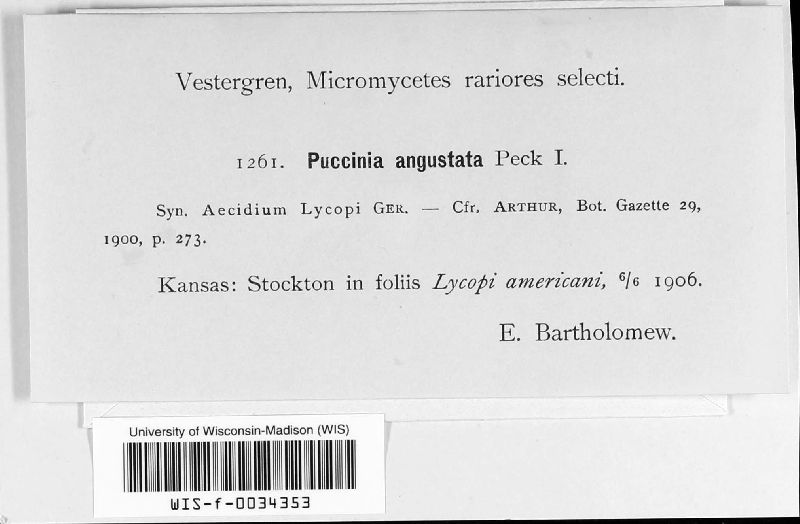 Vestergren, Micromycetes rariores selecti.
1261. Puccinia angustata Peck I.
Syn. Aecidium Lycopi GER. — Cfr. ARTHUR, Bot. Gazette 29,
1900, p. 273.
Kansas: Stockton in foliis Lycopi americani, 6/6 1906.
E. Bartholomew.
University of Wisconsin-Madison (WIS)
WIS-f-0034353